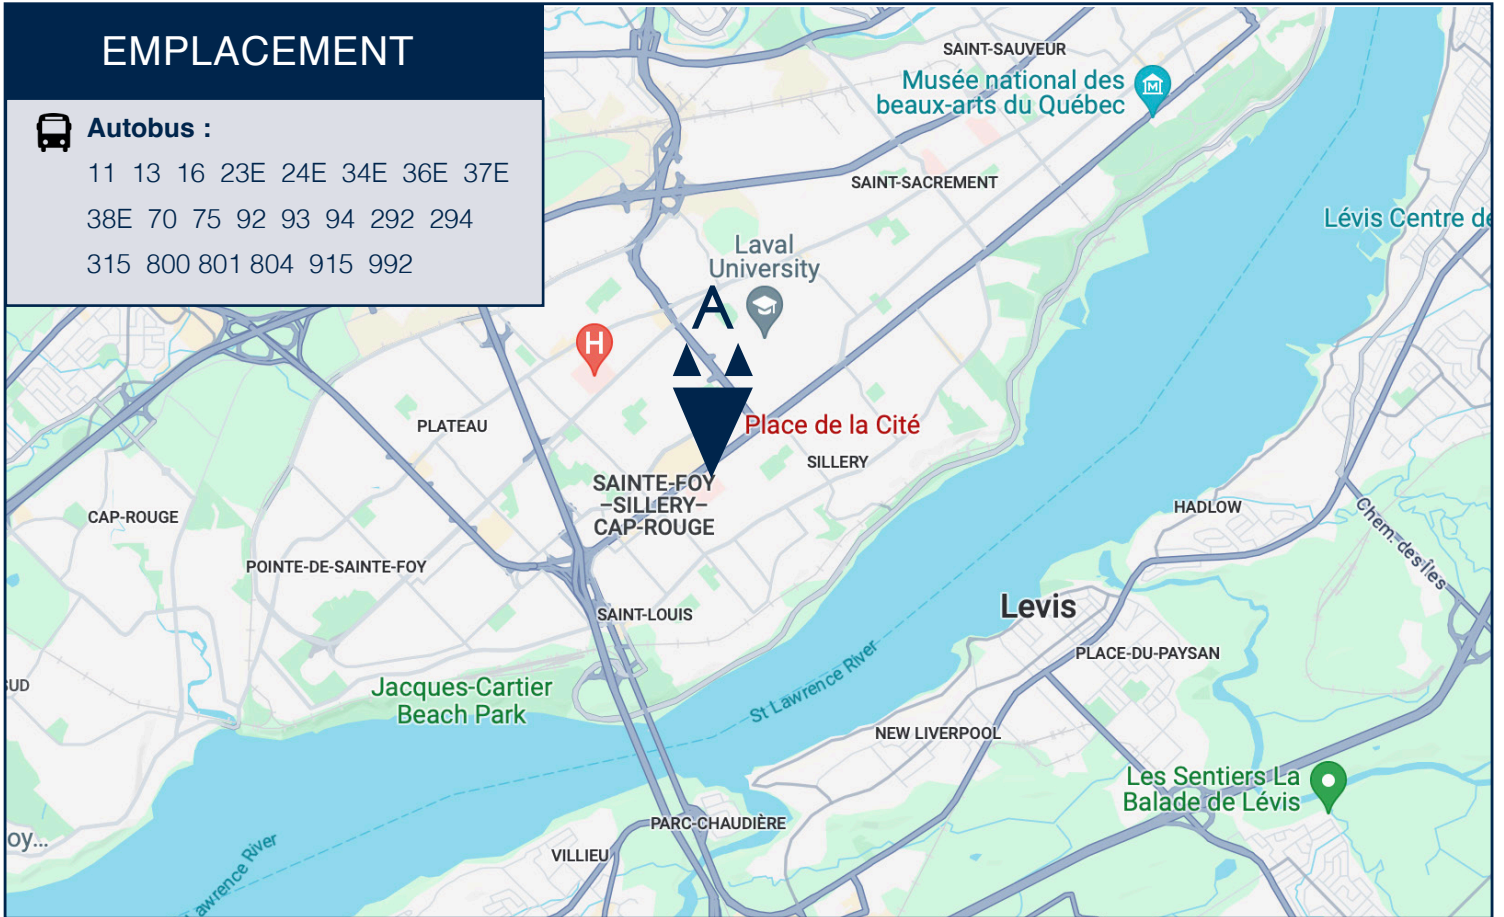 EMPLACEMENT
Autobus :
11 13 16 23E 24E 34E 36E 37E
38E 70 75 92 93 94 292 294
315 800 801 804 915 992
SAINT-SAUVEUR
Musée national des
beaux-arts du Québec
SAINT-SACREMENT
Lévis Centre de
Laval
University
A
H
PLATEAU
Place de la Cité
SILLERY
SAINTE-FOY
–SILLERY–
CAP-ROUGE
CAP-ROUGE
HADLOW
Chem. des Îles
POINTE-DE-SAINTE-FOY
SAINT-LOUIS
Levis
PLACE-DU-PAYSAN
SUD
Jacques-Cartier
Beach Park
St Lawrence River
NEW LIVERPOOL
Les Sentiers La
Balade de Lévis
PARC-CHAUDIÈRE
oy...
VILLIEU
Lawrence River